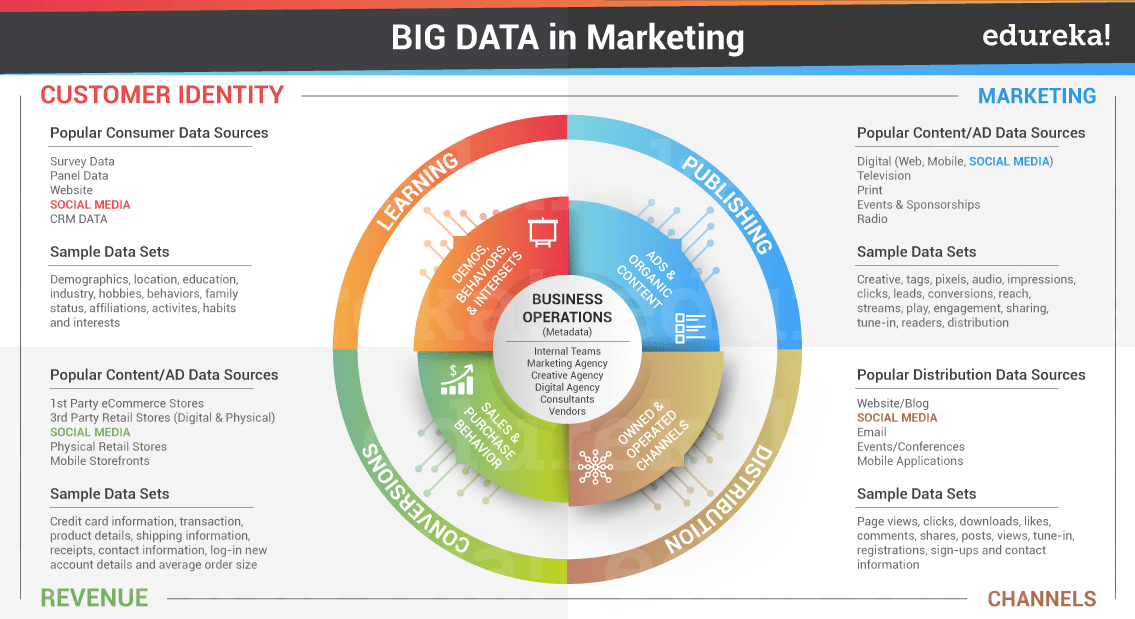 BIG DATA in Marketing
edureka!
CUSTOMER IDENTITY
Popular Consumer Data Sources
Survey Data
Panel Data
Website
SOCIAL MEDIA
CRM DATA
Sample Data Sets
Demographics, location, education,
industry, hobbies, behaviors, family
status, affiliations, activites, habits
and interests
MARKETING
Popular Content/AD Data Sources
Digital (Web, Mobile, SOCIAL MEDIA)
Television
Print
Events & Sponsorships
Radio
Sample Data Sets
Creative, tags, pixels, audio, impressions,
clicks, leads, conversions, reach,
streams, play, engagement, sharing,
tune-in, readers, distribution
LEARNING
PUBLISHING
DEMOS,
BEHAVIORS,
& INTERSETS
ADS &
ORGANIC
CONTENT
BUSINESS
OPERATIONS
(Metadata)
Internal Teams
Marketing Agency
Creative Agency
Digital Agency
Consultants
Vendors
$
SALES &
PURCHASE
BEHAVIOR
OWNED &
OPERATED
CHANNELS
CONVERSIONS
DISTRIBUTION
Popular Content/AD Data Sources
1st Party eCommerce Stores
3rd Party Retail Stores (Digital & Physical)
SOCIAL MEDIA
Physical Retail Stores
Mobile Storefronts
Sample Data Sets
Credit card information, transaction,
product details, shipping information,
receipts, contact information, log-in new
account details and average order size
REVENUE
Popular Distribution Data Sources
Website/Blog
SOCIAL MEDIA
Email
Events/Conferences
Mobile Applications
Sample Data Sets
Page views, clicks, downloads, likes,
comments, shares, posts, views, tune-in,
registrations, sign-ups and contact
information
CHANNELS